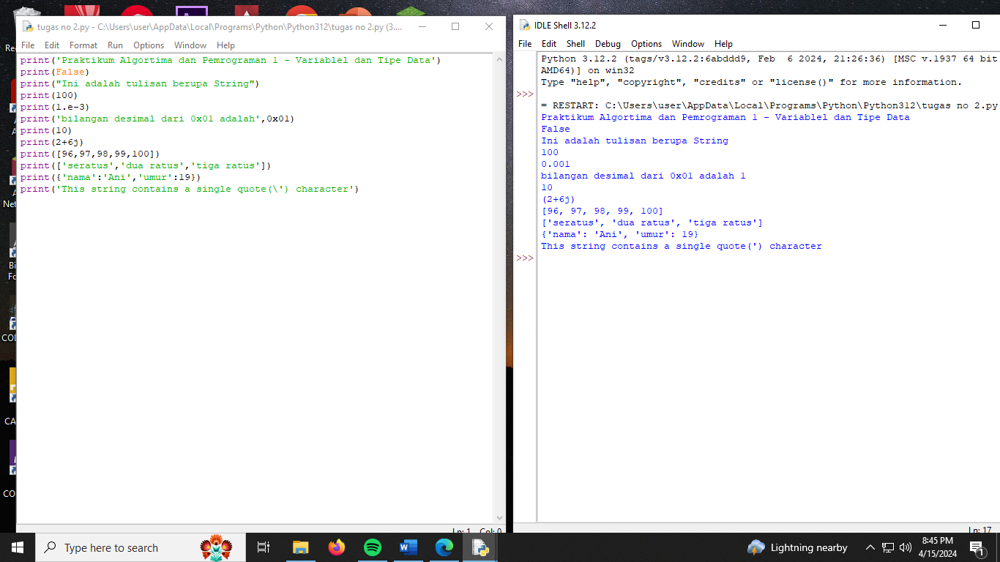 tugas no 2.py - C:\Users\user\AppData\Local\Programs\Python\Python312\tugas no 2.py (3....
File Edit Format Run Options Window Help
print('Praktikum Algortima dan Pemrograman 1 - Variablel dan Tipe Data')
print(False)
print("Ini adalah tulisan berupa String")
print(100)
print(1.e-3)
print('bilangan desimal dari 0x01 adalah',0x01)
print(10)
print(2+6j)
print([96,97,98,99,100])
print(['seratus','dua ratus','tiga ratus'])
print({'nama':'Ani','umur':19})
print('This string contains a single quote(\') character')
Ln: 1 Col: 0
IDLE Shell 3.12.2
File Edit Shell Debug Options Window Help
Python 3.12.2 (tags/v3.12.2:6abddd9, Feb  6 2024, 21:26:36) [MSC v.1937 64 bit
AMD64)] on win32
Type "help", "copyright", "credits" or "license()" for more information.
>>>
= RESTART: C:\Users\user\AppData\Local\Programs\Python\Python312\tugas no 2.py
Praktikum Algortima dan Pemrograman 1 - Variablel dan Tipe Data
False
Ini adalah tulisan berupa String
100
0.001
bilangan desimal dari 0x01 adalah 1
10
(2+6j)
[96, 97, 98, 99, 100]
['seratus', 'dua ratus', 'tiga ratus']
{'nama': 'Ani', 'umur': 19}
This string contains a single quote(') character
>>>
Ln: 17
Type here to search
Lightning nearby
8:45 PM
4/15/2024
1